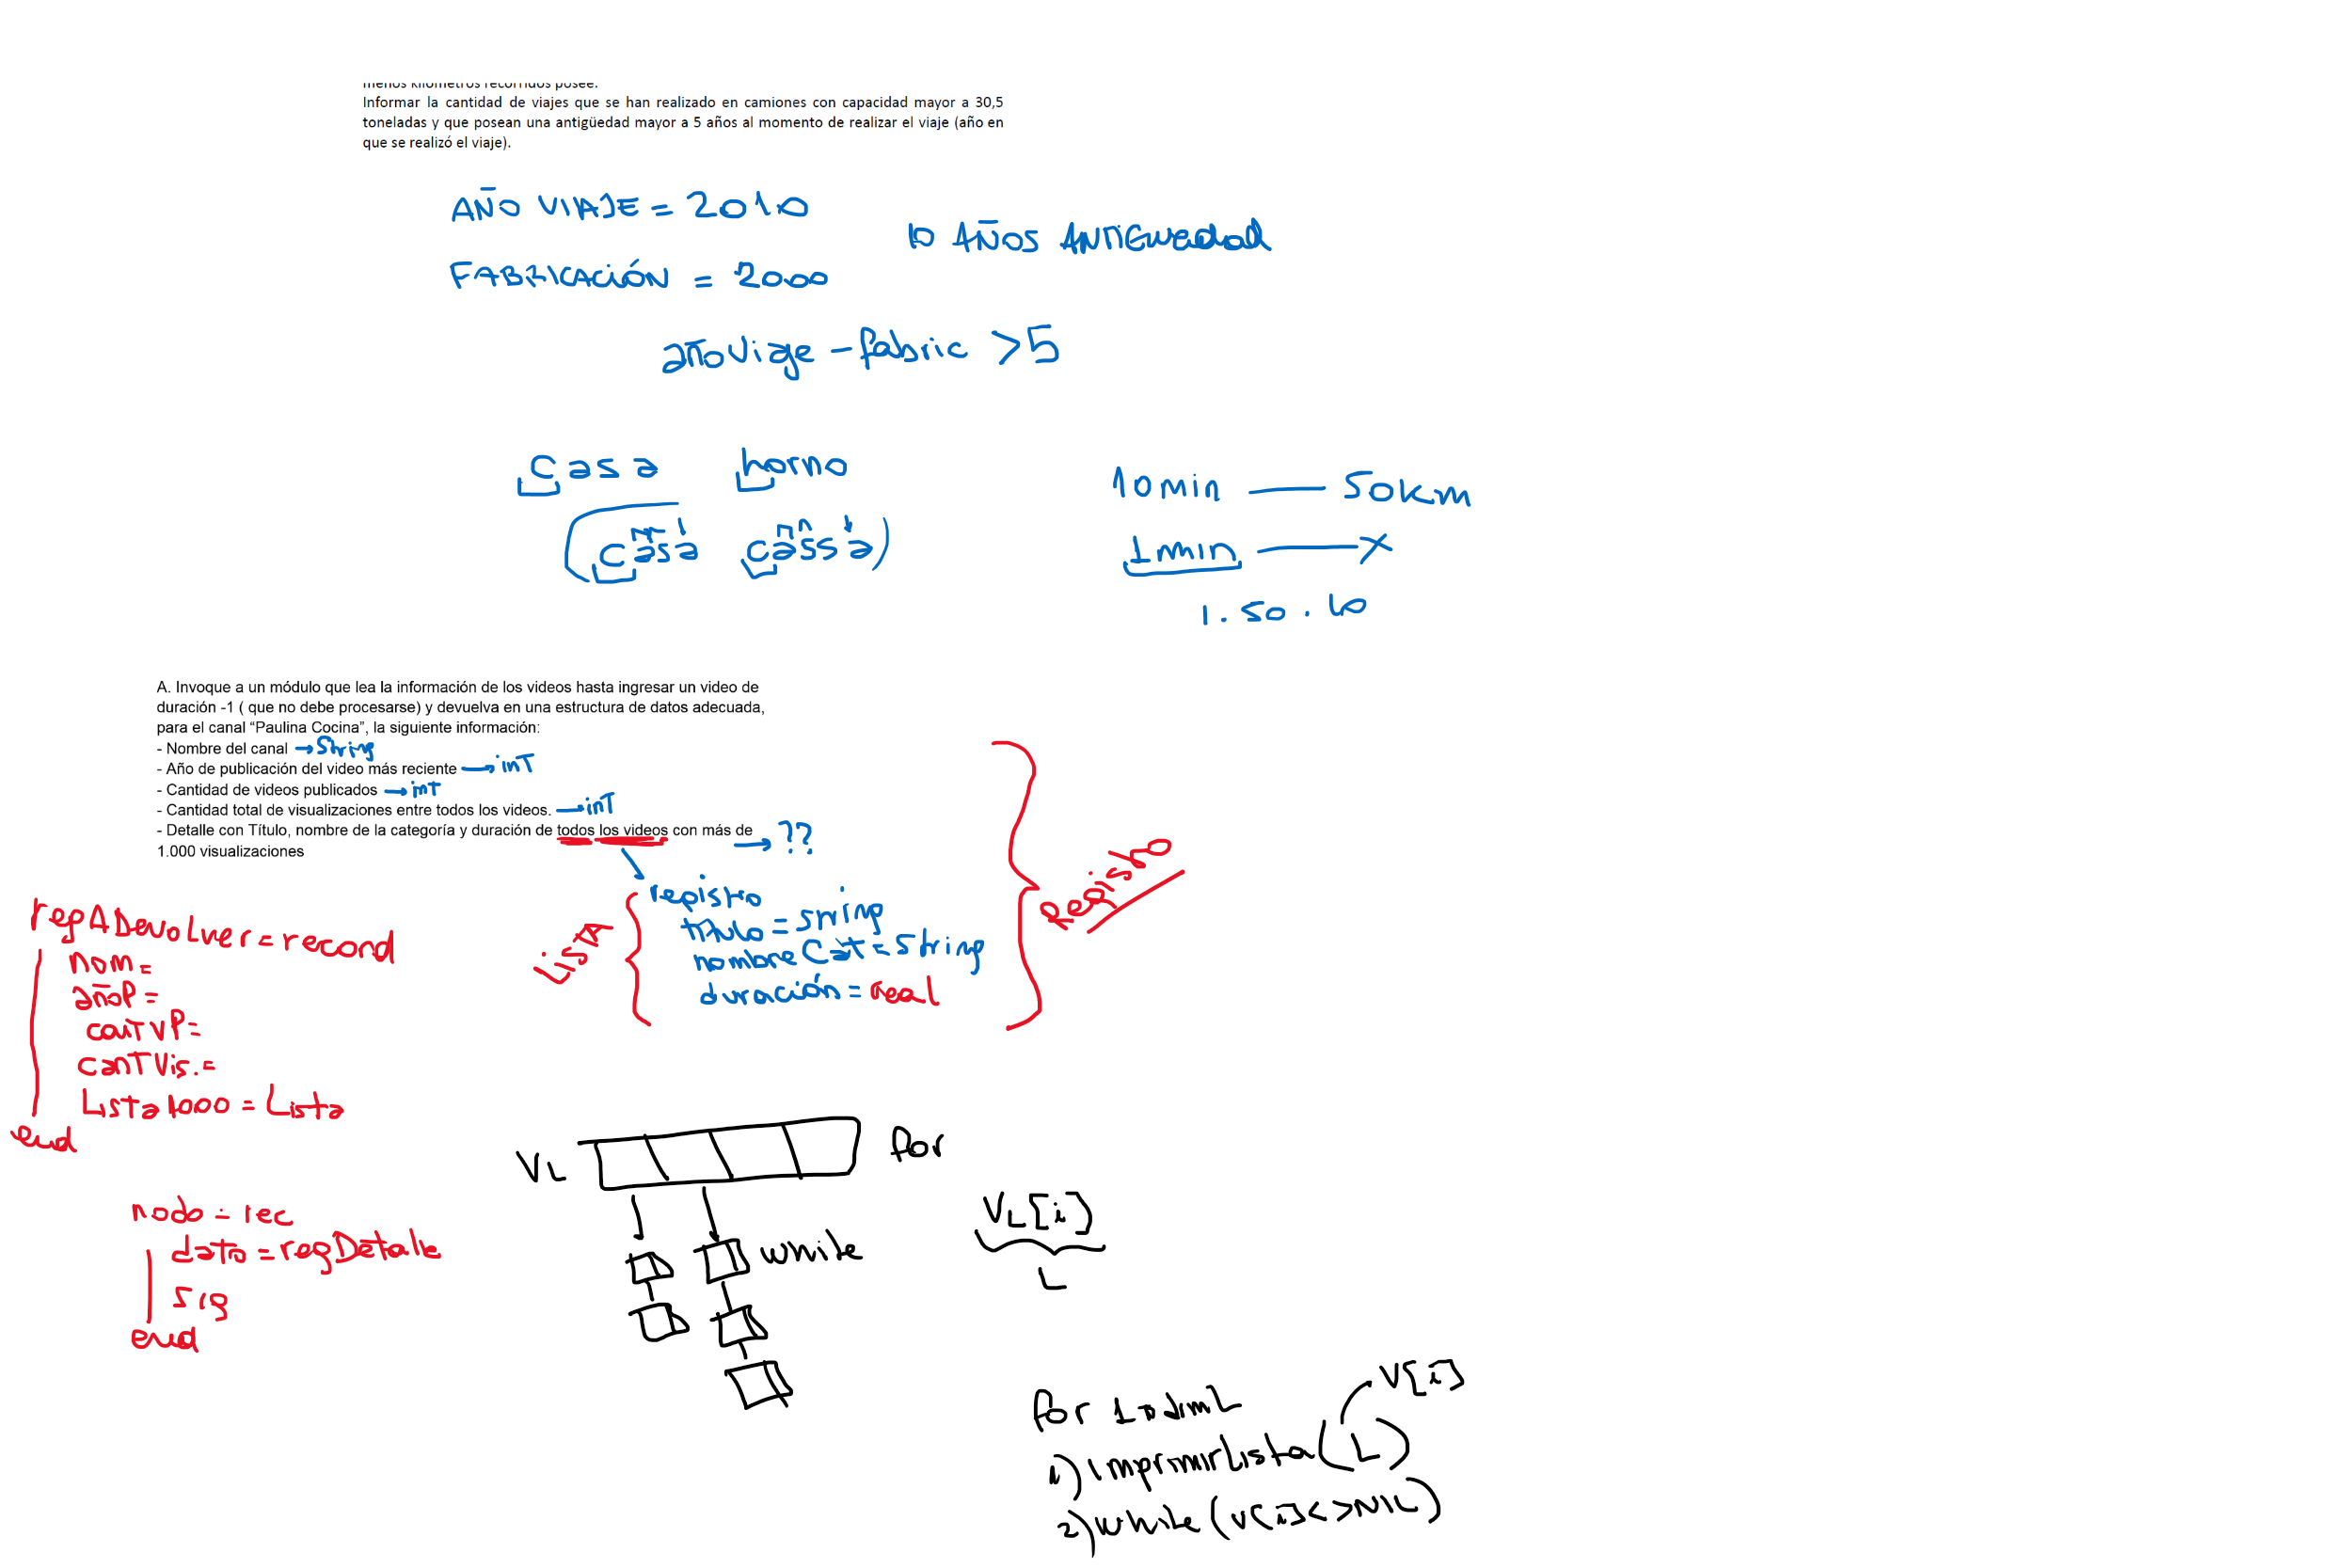 menos kilómetros recorridos posee.
Informar la cantidad de viajes que se han realizado en camiones con capacidad mayor a 30,5
toneladas y que posean una antigüedad mayor a 5 años al momento de realizar el viaje (año en
que se realizó el viaje).
AÑO VIAJE = 2010
10 AÑOS ANTIGuedad
FABRICACIÓN = 2000
añoViaje - fabric > 5
casa horno
casa cassa
10min — 50km
1min — X
1 . 50 . 10
A. Invoque a un módulo que lea la información de los videos hasta ingresar un video de
duración -1 ( que no debe procesarse) y devuelva en una estructura de datos adecuada,
para el canal “Paulina Cocina”, la siguiente información:
- Nombre del canal → String
- Año de publicación del video más reciente → inT
- Cantidad de videos publicados → inT
- Cantidad total de visualizaciones entre todos los videos. → inT
- Detalle con Título, nombre de la categoría y duración de todos los videos con más de → ??
1.000 visualizaciones
registro
titulo = string
nombre Cat = String
duración = real
LISTA
Registro
regADevolver = record
nom =
añoP =
canTVP =
canTVis. =
Lista1000 = Lista
end
nodo = rec
dato = regDetalle
sig
end
VL for
while
VL[i]
L
for 1 to dimL
V[i]
1) imprimirLista(L)
2) while (V[i] <> NIL)